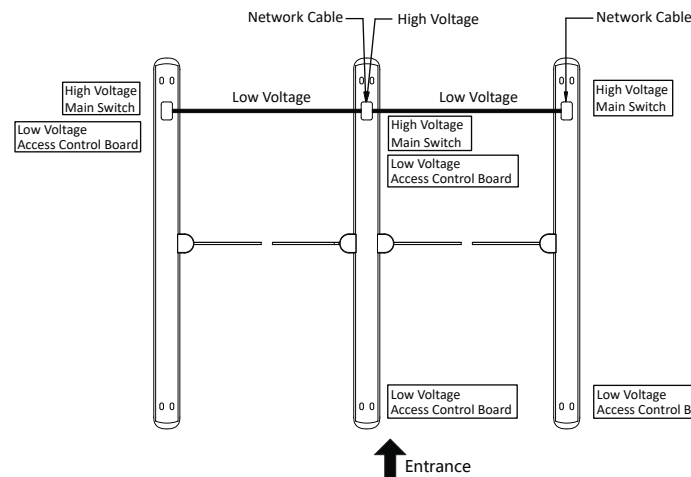 Network Cable
High Voltage
Network Cable
High Voltage
Main Switch
Low Voltage
Low Voltage
High Voltage
Main Switch
Low Voltage
Access Control Board
High Voltage
Main Switch
Low Voltage
Access Control Board
Low Voltage
Access Control Board
Low Voltage
Access Control B
Entrance